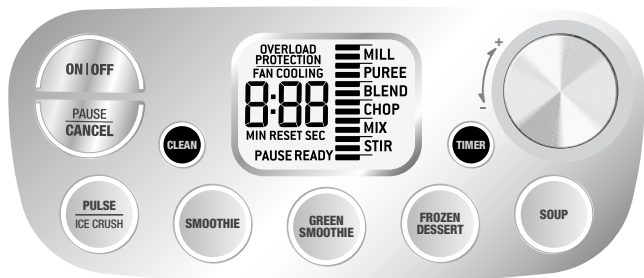 ON|OFF
PAUSE
CANCEL
CLEAN
OVERLOAD
PROTECTION
FAN COOLING
8:88
MIN RESET SEC
PAUSE READY
MILL
PUREE
BLEND
CHOP
MIX
STIR
+
-
TIMER
PULSE
ICE CRUSH
SMOOTHIE
GREEN
SMOOTHIE
FROZEN
DESSERT
SOUP